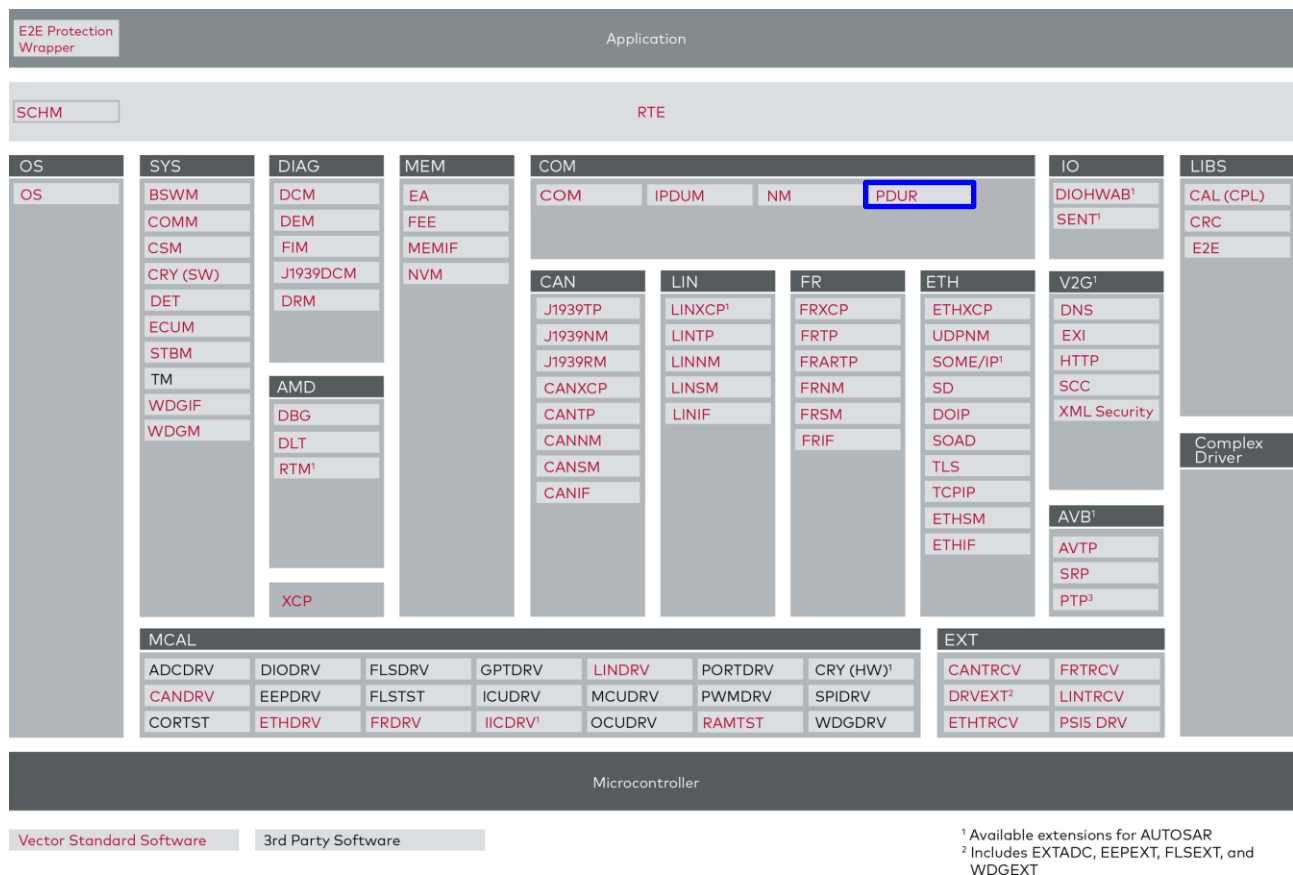 E2E Protection
Wrapper
Application
SCHM
RTE
OS
OS
SYS
BSWM
COMM
CSM
CRY (SW)
DET
ECUM
STBM
TM
WDGIF
WDGM
DIAG
DCM
DEM
FIM
J1939DCM
DRM
AMD
DBG
DLT
RTM¹
XCP
MEM
EA
FEE
MEMIF
NVM
COM
COM
IPDUM
NM
PDUR
CAN
J1939TP
J1939NM
J1939RM
CANXCP
CANTP
CANNM
CANSM
CANIF
LIN
LINXCP¹
LINTP
LINNM
LINSM
LINIF
FR
FRXCP
FRTP
FRARTP
FRNM
FRSM
FRIF
ETH
ETHXCP
UDPNM
SOME/IP¹
SD
DOIP
SOAD
TLS
TCPIP
ETHSM
ETHIF
IO
DIOHWAB¹
SENT¹
V2G¹
DNS
EXI
HTTP
SCC
XML Security
AVB¹
AVTP
SRP
PTP³
LIBS
CAL (CPL)
CRC
E2E
Complex
Driver
MCAL
ADCDRV DIODRV FLSDRV GPTDRV LINDRV PORTDRV CRY (HW)¹
CANDRV EEPDRV FLSTST ICUDRV MCUDRV PWMDRV SPIDRV
CORTST ETHDRV FRDRV IICDRV¹ OCUDRV RAMTST WDGDRV
EXT
CANTRCV FRTRCV
DRVEXT² LINTRCV
ETHTRCV PSI5 DRV
Microcontroller
Vector Standard Software
3rd Party Software
¹ Available extensions for AUTOSAR
² Includes EXTADC, EEPEXT, FLSEXT, and
WDGEXT